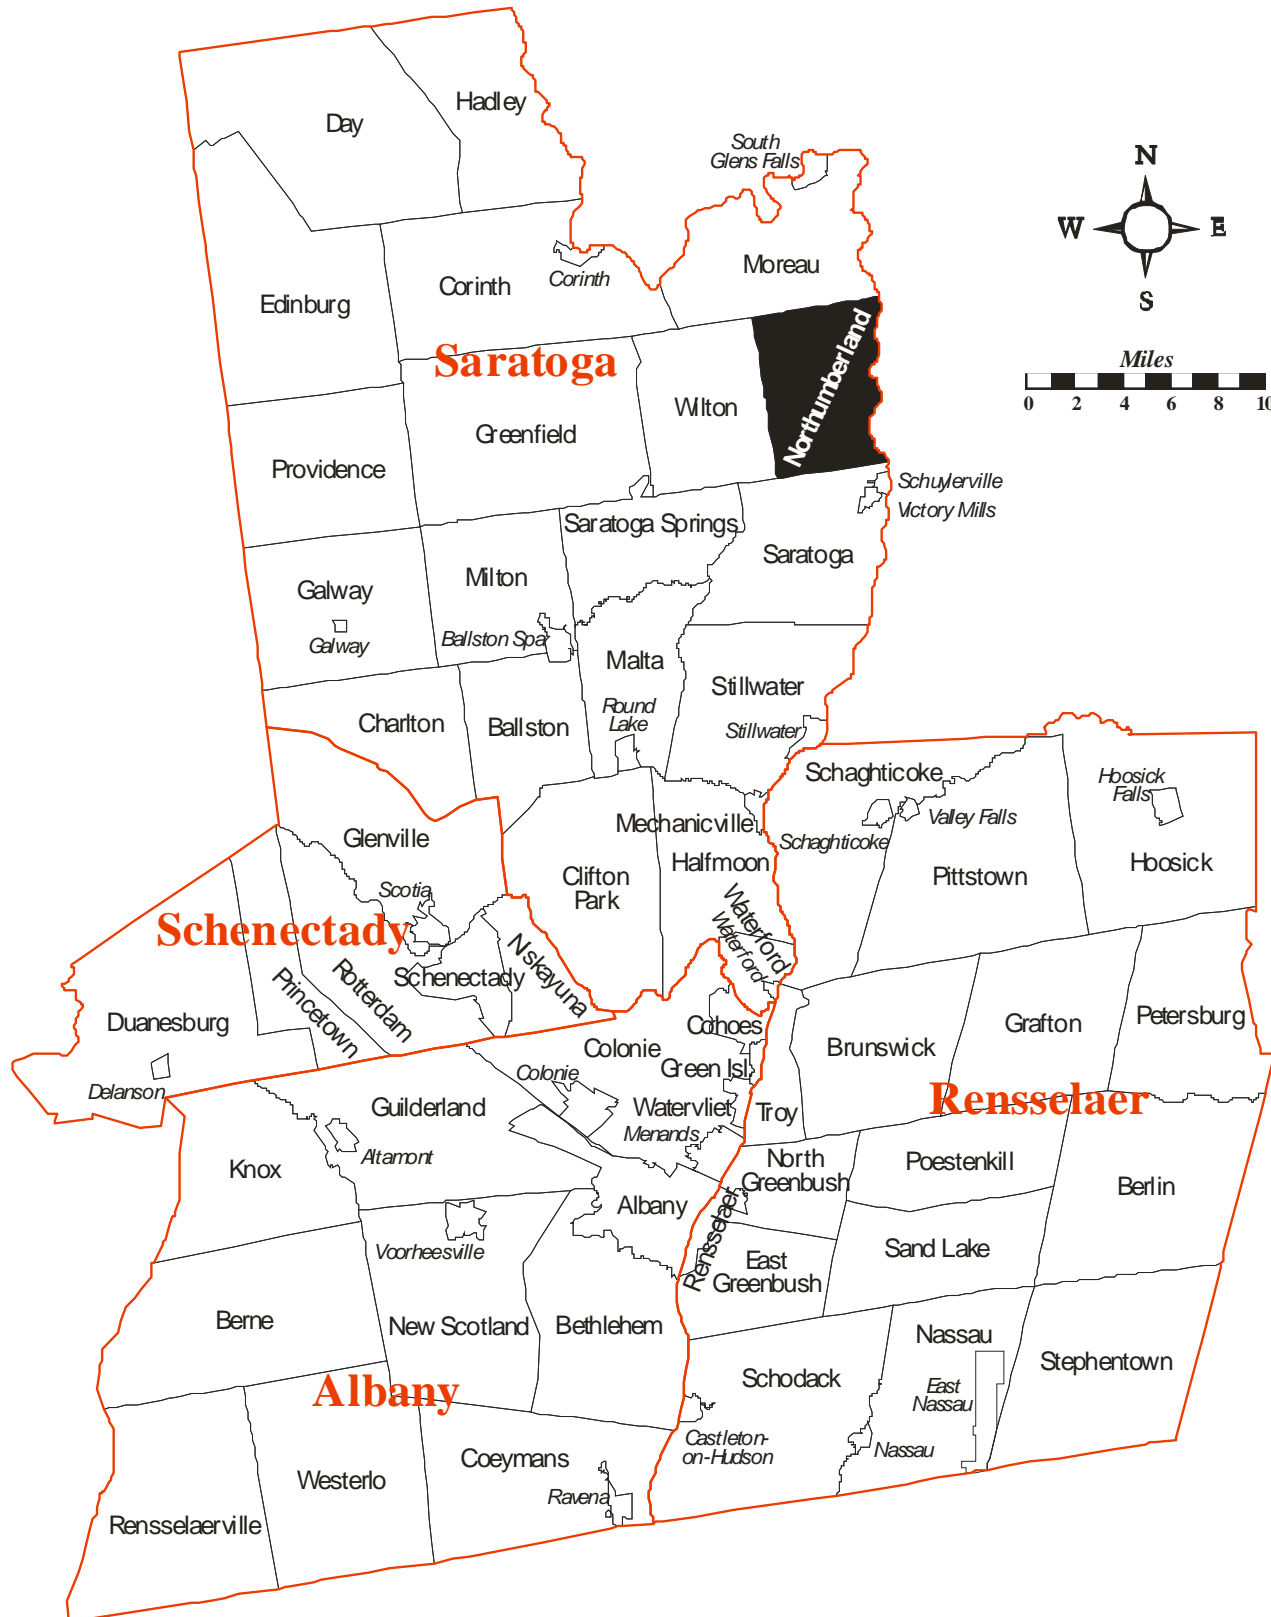 Hadley
Day
South
Glens Falls
N
W
E
S
Moreau
Corinth
Corinth
Edinburg
Northumberland
Saratoga
Miles
0 2 4 6 8 10
Wilton
Greenfield
Providence
Schuylerville
Victory Mills
Saratoga Springs
Saratoga
Milton
Galway
Galway
Ballston Spa
Malta
Stillwater
Round
Lake
Stillwater
Charlton
Ballston
Schaghticoke
Hoosick
Falls
Valley Falls
Mechanicville
Schaghticoke
Glenville
Halfmoon
Hoosick
Clifton
Park
Pittstown
Scotia
Waterford
Waterford
Schenectady
Niskayuna
Schenectady
Rotterdam
Princetown
Duanesburg
Petersburg
Grafton
Cohoes
Brunswick
Colonie
Green Isl.
Colonie
Delanson
Rensselaer
Guilderland
Watervliet
Troy
Menands
Altamont
Knox
North
Greenbush
Poestenkill
Berlin
Albany
Rensselaer
Voorheesville
Sand Lake
East
Greenbush
Berne
New Scotland
Bethlehem
Nassau
Stephentown
Schodack
Albany
East
Nassau
Castleton-
on-Hudson
Nassau
Coeymans
Westerlo
Ravena
Rensselaerville